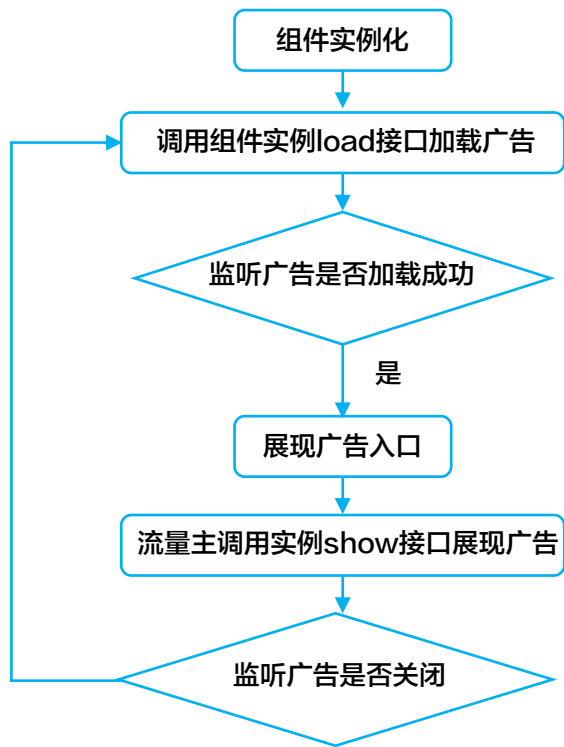 组件实例化
调用组件实例load接口加载广告
监听广告是否加载成功
是
展现广告入口
流量主调用实例show接口展现广告
监听广告是否关闭